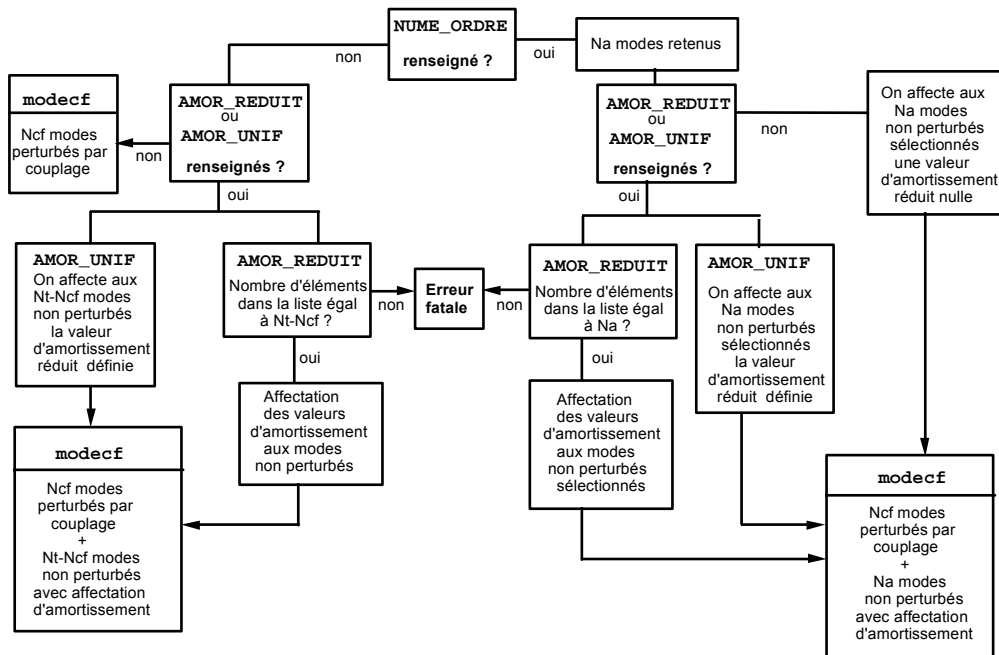 NUME_ORDRE
renseigné ?
non
oui
Na modes retenus
modecf
Ncf modes
perturbés par
couplage
non
AMOR_REDUIT
ou
AMOR_UNIF
renseignés ?
oui
AMOR_REDUIT
ou
AMOR_UNIF
renseignés ?
non
oui
On affecte aux
Na modes
non perturbés
sélectionnés
une valeur
d'amortissement
réduit nulle
AMOR_UNIF
On affecte aux
Nt-Ncf modes
non perturbés
la valeur
d'amortissement
réduit définie
AMOR_REDUIT
Nombre d'éléments
dans la liste égal
à Nt-Ncf ?
non
oui
Erreur
fatale
non
AMOR_REDUIT
Nombre d'éléments
dans la liste égal
à Na ?
oui
AMOR_UNIF
On affecte aux
Na modes
non perturbés
sélectionnés
la valeur
d'amortissement
réduit définie
Affectation
des valeurs
d'amortissement
aux modes
non perturbés
Affectation
des valeurs
d'amortissement
aux modes
non perturbés
sélectionnés
modecf
Ncf modes
perturbés par
couplage
+
Nt-Ncf modes
non perturbés
avec affectation
d'amortissement
modecf
Ncf modes
perturbés par
couplage
+
Na modes
non perturbés
avec affectation
d'amortissement